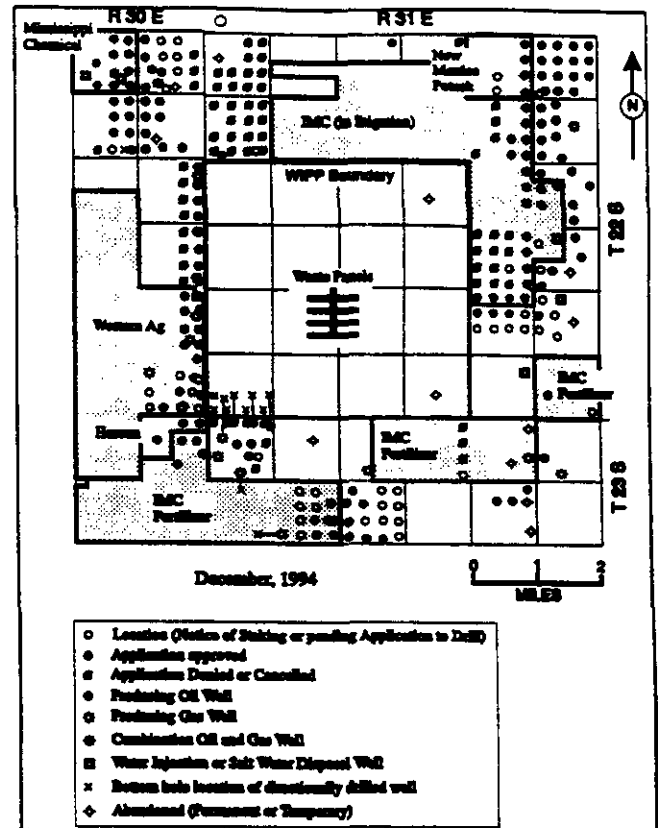 R 30 E
R 31 E
Mississippi
Chemical
New
Mexico
Potash
N
IMC (in litigation)
WIPP Boundary
T 22 S
Waste Panels
Western Ag
IMC
Fertilizer
Horizon
IMC
Fertilizer
IMC
Fertilizer
T 23 S
December, 1994
0 1 2
MILES
Location (Notice of Staking or pending Application to Drill)
Application approved
Application Denied or Cancelled
Producing Oil Well
Producing Gas Well
Combination Oil and Gas Well
Water Injection or Salt Water Disposal Well
Bottom hole location of directionally drilled well
Abandoned (Permanent or Temporary)